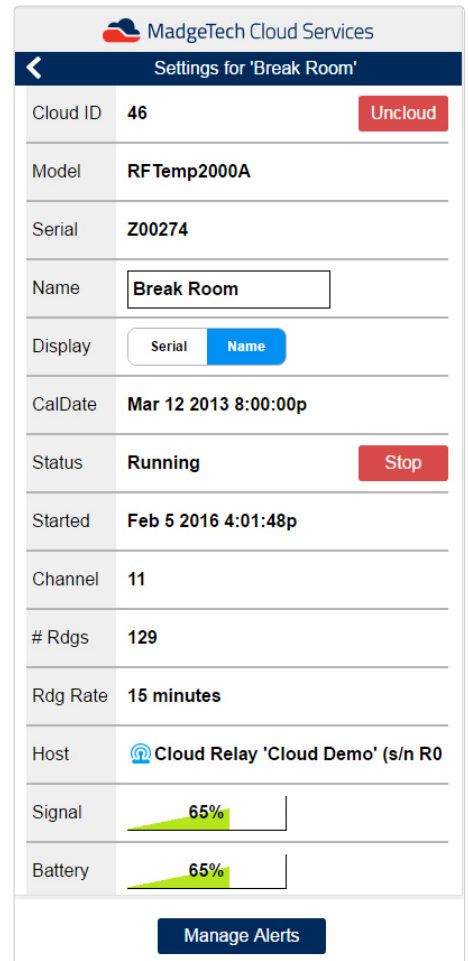 MadgeTech Cloud Services
Settings for 'Break Room'
Cloud ID 46 Uncloud
Model RFTemp2000A
Serial Z00274
Name Break Room
Display Serial Name
CalDate Mar 12 2013 8:00:00p
Status Running Stop
Started Feb 5 2016 4:01:48p
Channel 11
# Rdgs 129
Rdg Rate 15 minutes
Host Cloud Relay 'Cloud Demo' (s/n R0
Signal 65%
Battery 65%
Manage Alerts